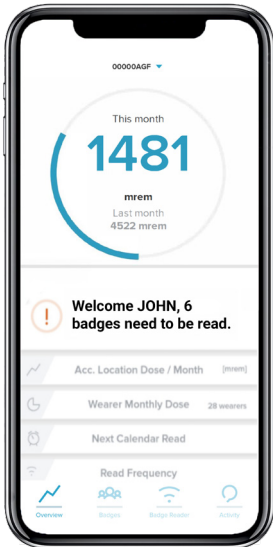 00000AGF
This month
1481
mrem
Last month
4522 mrem
Welcome JOHN, 6
badges need to be read.
Acc. Location Dose / Month [mrem]
Wearer Monthly Dose 28 wearers
Next Calendar Read
Read Frequency
Overview Badges Badge Reader Activity